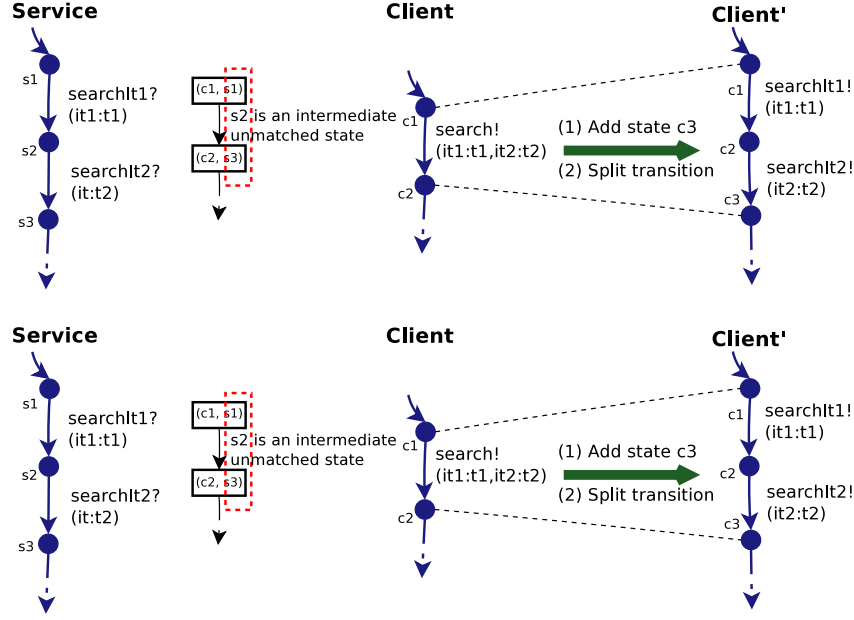 Service
Client
Client'
s1
searchIt1?
(it1:t1)
s2
searchIt2?
(it:t2)
s3
(c1, s1)
s2 is an intermediate
unmatched state
(c2, s3)
c1
search!
(it1:t1,it2:t2)
c2
(1) Add state c3
(2) Split transition
c1
searchIt1!
(it1:t1)
c2
searchIt2!
(it2:t2)
c3
Service
Client
Client'
s1
searchIt1?
(it1:t1)
s2
searchIt2?
(it:t2)
s3
(c1, s1)
s2 is an intermediate
unmatched state
(c2, s3)
c1
search!
(it1:t1,it2:t2)
c2
(1) Add state c3
(2) Split transition
c1
searchIt1!
(it1:t1)
c2
searchIt2!
(it2:t2)
c3